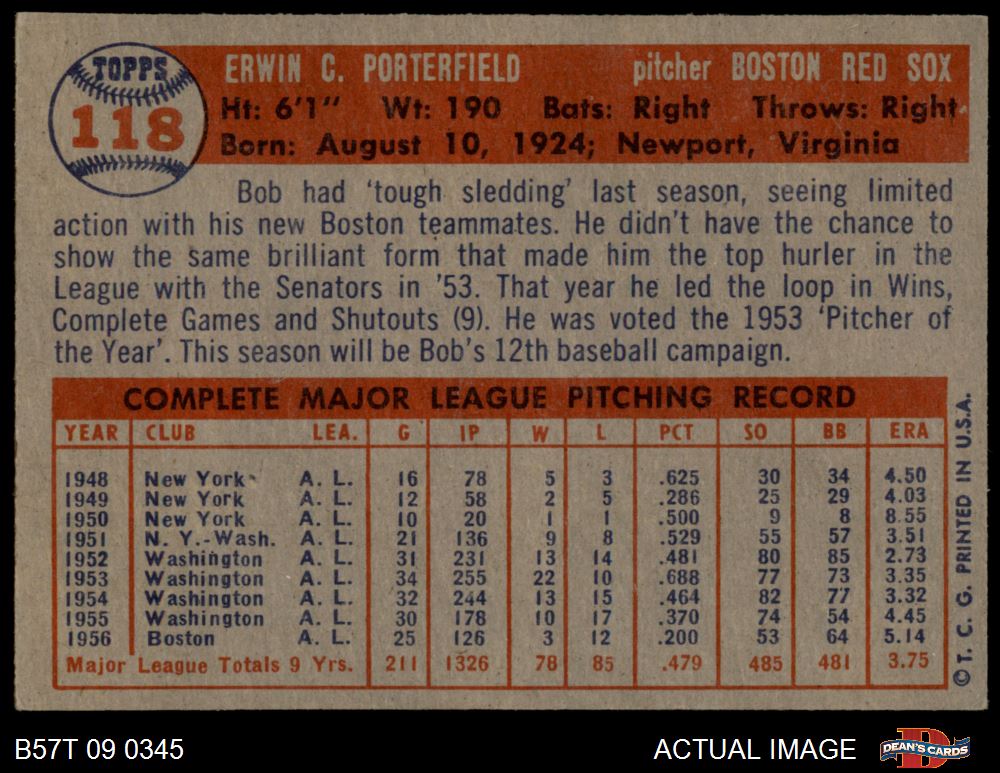 TOPPS
118
ERWIN C. PORTERFIELD pitcher BOSTON RED SOX
Ht: 6'1" Wt: 190 Bats: Right Throws: Right
Born: August 10, 1924; Newport, Virginia
Bob had 'tough sledding' last season, seeing limited
action with his new Boston teammates. He didn't have the chance to
show the same brilliant form that made him the top hurler in the
League with the Senators in '53. That year he led the loop in Wins,
Complete Games and Shutouts (9). He was voted the 1953 'Pitcher of
the Year'. This season will be Bob's 12th baseball campaign.
COMPLETE MAJOR LEAGUE PITCHING RECORD
YEAR CLUB LEA. G IP W L PCT SO BB ERA
1948 New York A. L. 16 78 5 3 .625 30 34 4.50
1949 New York A. L. 12 58 2 5 .286 25 29 4.03
1950 New York A. L. 10 20 1 1 .500 9 8 8.55
1951 N. Y.-Wash. A. L. 21 136 9 8 .529 55 57 3.51
1952 Washington A. L. 31 231 13 14 .481 80 85 2.73
1953 Washington A. L. 34 255 22 10 .688 77 73 3.35
1954 Washington A. L. 32 244 13 15 .464 82 77 3.32
1955 Washington A. L. 30 178 10 17 .370 74 54 4.45
1956 Boston A. L. 25 126 3 12 .200 53 64 5.14
Major League Totals 9 Yrs. 211 1326 78 85 .479 485 481 3.75
© T. C. G. PRINTED IN U.S.A.
B57T 09 0345 ACTUAL IMAGE DEAN'S CARDS